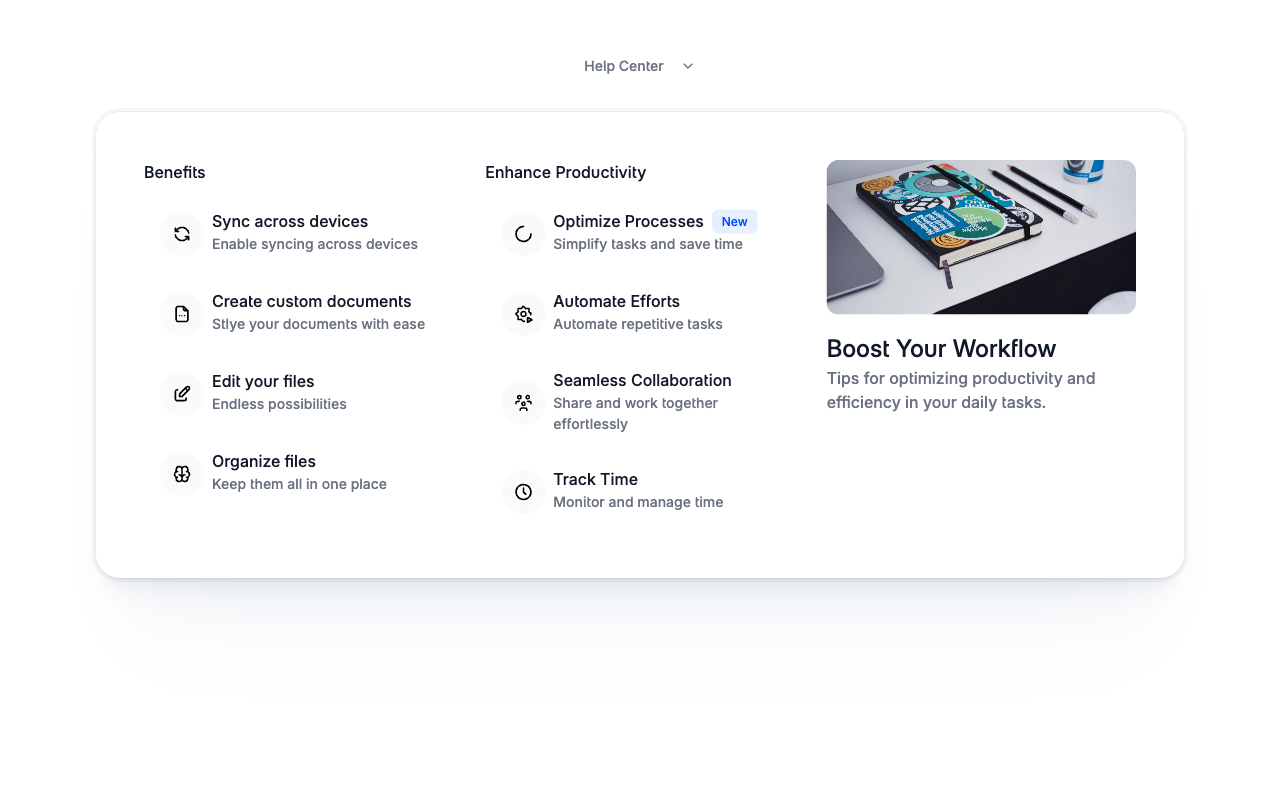 Help Center
Benefits
Sync across devices
Enable syncing across devices
Create custom documents
Stlye your documents with ease
Edit your files
Endless possibilities
Organize files
Keep them all in one place
Enhance Productivity
Optimize Processes New
Simplify tasks and save time
Automate Efforts
Automate repetitive tasks
Seamless Collaboration
Share and work together
effortlessly
Track Time
Monitor and manage time
Boost Your Workflow
Tips for optimizing productivity and
efficiency in your daily tasks.